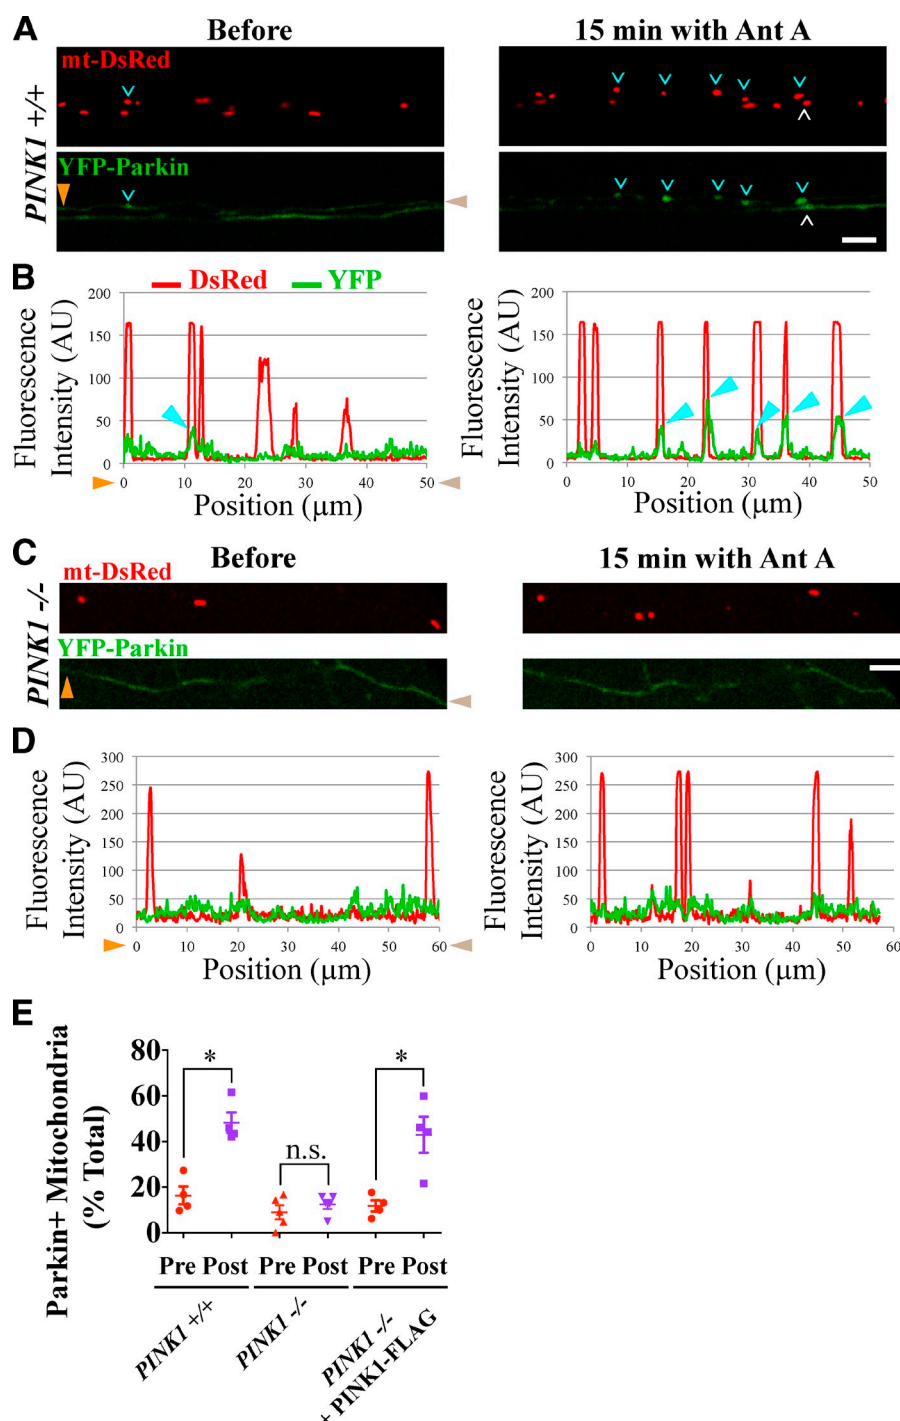 A
Before
15 min with Ant A
PINK1 +/+
mt-DsRed
YFP-Parkin
B
DsRed
YFP
Fluorescence
Intensity (AU)
200
150
100
50
0
0 10 20 30 40 50
Position (μm)
Fluorescence
Intensity (AU)
200
150
100
50
0
0 10 20 30 40 50
Position (μm)
C
Before
15 min with Ant A
PINK1 -/-
mt-DsRed
YFP-Parkin
D
Fluorescence
Intensity (AU)
300
250
200
150
100
50
0
0 10 20 30 40 50 60
Position (μm)
Fluorescence
Intensity (AU)
300
250
200
150
100
50
0
0 10 20 30 40 50 60
Position (μm)
E
Parkin+ Mitochondria
(% Total)
80
60
40
20
0
*
n.s.
*
Pre Post
Pre Post
Pre Post
PINK1 +/+
PINK1 -/-
PINK1 -/-
+ PINK1-FLAG